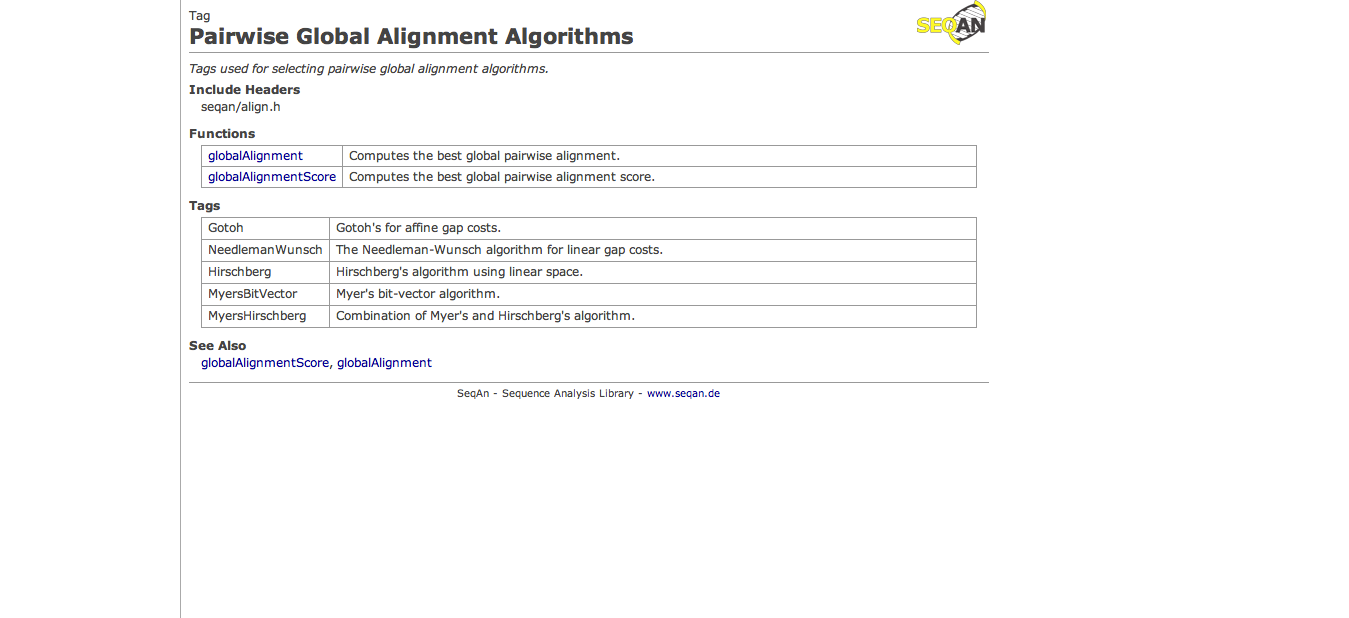 Tag
SEQAN
Pairwise Global Alignment Algorithms
Tags used for selecting pairwise global alignment algorithms.
Include Headers
seqan/align.h
Functions
globalAlignment Computes the best global pairwise alignment.
globalAlignmentScore Computes the best global pairwise alignment score.
Tags
Gotoh Gotoh's for affine gap costs.
NeedlemanWunsch The Needleman-Wunsch algorithm for linear gap costs.
Hirschberg Hirschberg's algorithm using linear space.
MyersBitVector Myer's bit-vector algorithm.
MyersHirschberg Combination of Myer's and Hirschberg's algorithm.
See Also
globalAlignmentScore, globalAlignment
SeqAn - Sequence Analysis Library - www.seqan.de